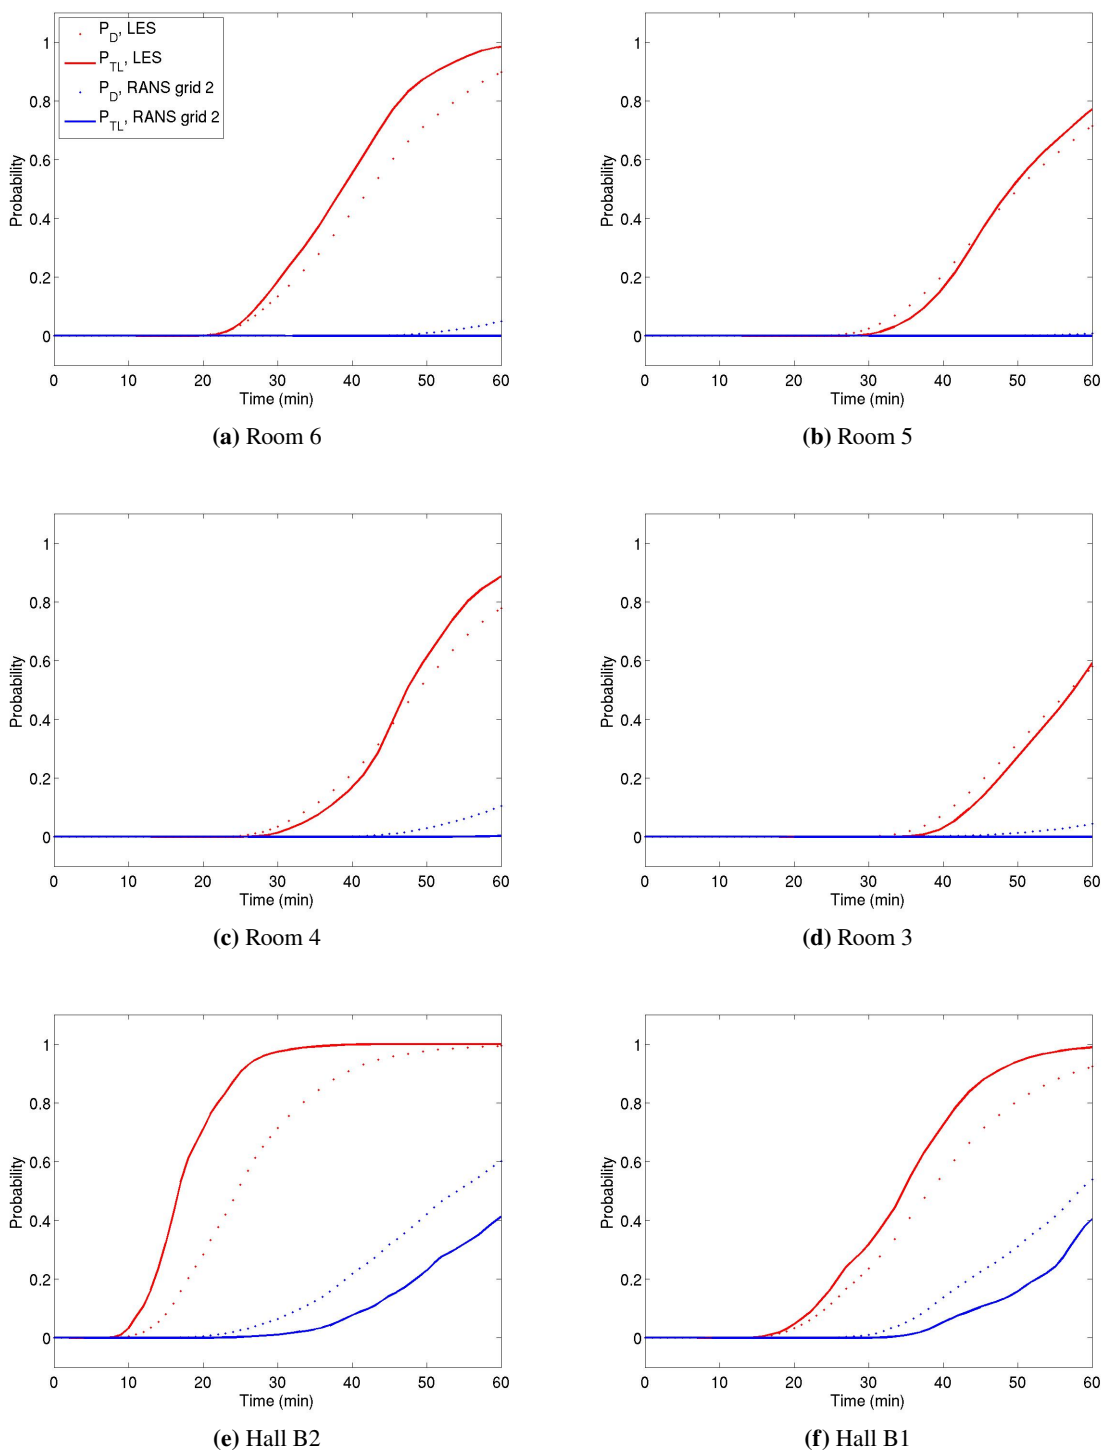 P_D, LES
P_TL, LES
P_D, RANS grid 2
P_TL, RANS grid 2
Probability
1
0.8
0.6
0.4
0.2
0
0 10 20 30 40 50 60
Time (min)
(a) Room 6
Probability
1
0.8
0.6
0.4
0.2
0
0 10 20 30 40 50 60
Time (min)
(b) Room 5
Probability
1
0.8
0.6
0.4
0.2
0
0 10 20 30 40 50 60
Time (min)
(c) Room 4
Probability
1
0.8
0.6
0.4
0.2
0
0 10 20 30 40 50 60
Time (min)
(d) Room 3
Probability
1
0.8
0.6
0.4
0.2
0
0 10 20 30 40 50 60
Time (min)
(e) Hall B2
Probability
1
0.8
0.6
0.4
0.2
0
0 10 20 30 40 50 60
Time (min)
(f) Hall B1